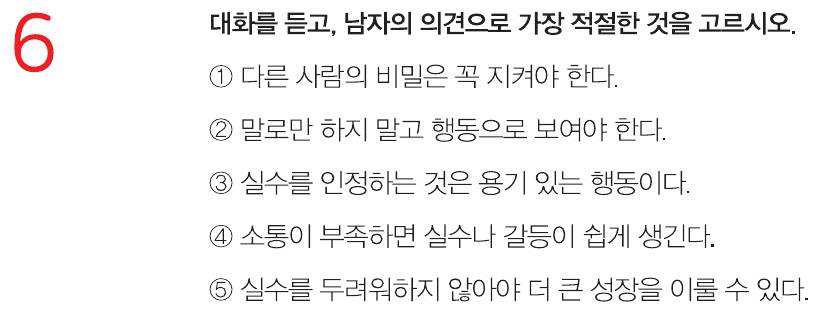 6
대화를 듣고, 남자의 의견으로 가장 적절한 것을 고르시오.
① 다른 사람의 비밀은 꼭 지켜야 한다.
② 말로만 하지 말고 행동으로 보여야 한다.
③ 실수를 인정하는 것은 용기 있는 행동이다.
④ 소통이 부족하면 실수나 갈등이 쉽게 생긴다.
⑤ 실수를 두려워하지 않아야 더 큰 성장을 이룰 수 있다.